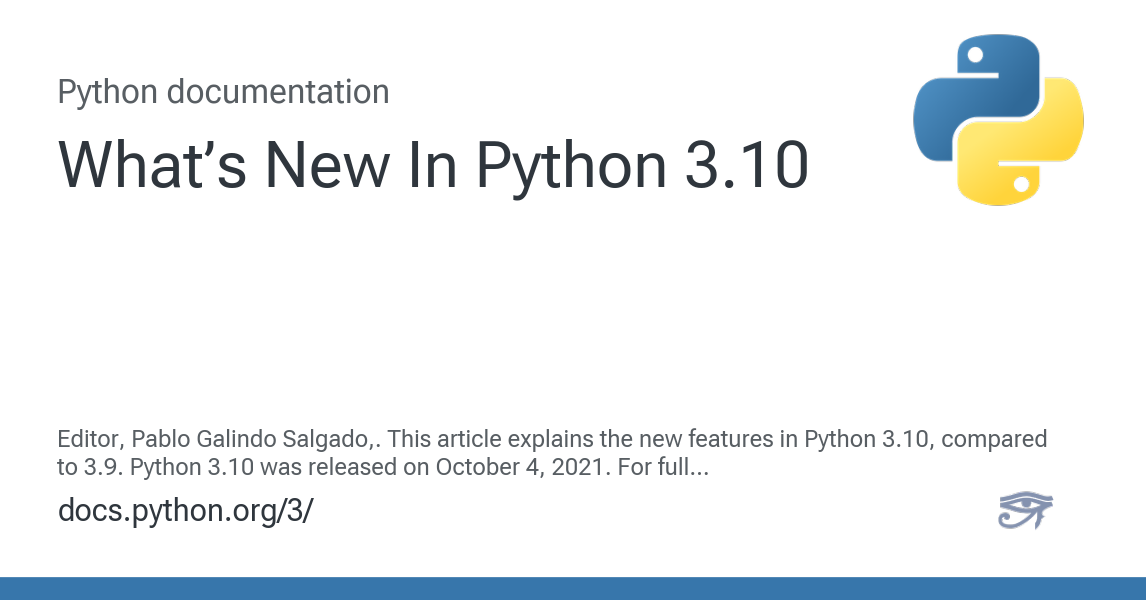 Python documentation
What’s New In Python 3.10
Editor, Pablo Galindo Salgado,. This article explains the new features in Python 3.10, compared
to 3.9. Python 3.10 was released on October 4, 2021. For full...
docs.python.org/3/